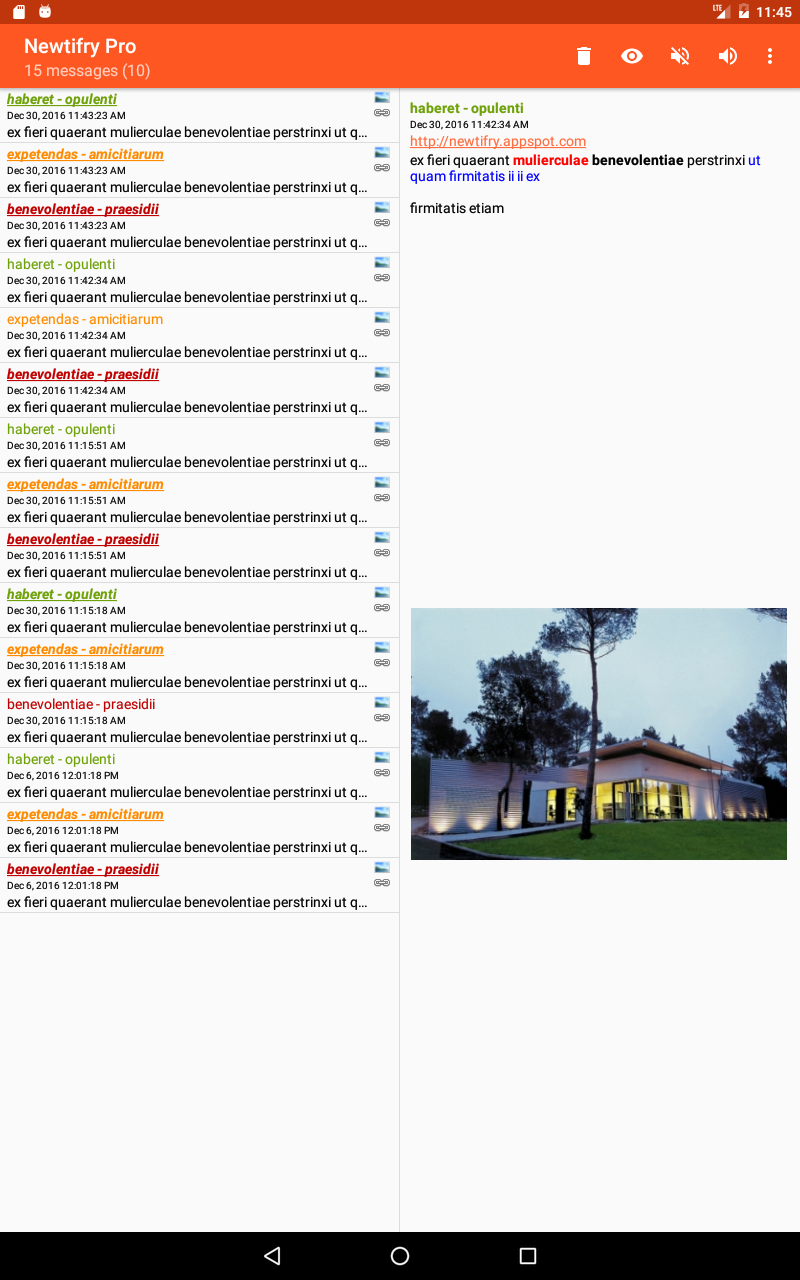 LTE 11:45
Newtifry Pro
15 messages (10)
haberet - opulenti
Dec 30, 2016 11:43:23 AM
ex fieri quaerant mulierculae benevolentiae perstrinxi ut q...
expetendas - amicitiarum
Dec 30, 2016 11:43:23 AM
ex fieri quaerant mulierculae benevolentiae perstrinxi ut q...
benevolentiae - praesidii
Dec 30, 2016 11:43:23 AM
ex fieri quaerant mulierculae benevolentiae perstrinxi ut q...
haberet - opulenti
Dec 30, 2016 11:42:34 AM
ex fieri quaerant mulierculae benevolentiae perstrinxi ut q...
expetendas - amicitiarum
Dec 30, 2016 11:42:34 AM
ex fieri quaerant mulierculae benevolentiae perstrinxi ut q...
benevolentiae - praesidii
Dec 30, 2016 11:42:34 AM
ex fieri quaerant mulierculae benevolentiae perstrinxi ut q...
haberet - opulenti
Dec 30, 2016 11:15:51 AM
ex fieri quaerant mulierculae benevolentiae perstrinxi ut q...
expetendas - amicitiarum
Dec 30, 2016 11:15:51 AM
ex fieri quaerant mulierculae benevolentiae perstrinxi ut q...
benevolentiae - praesidii
Dec 30, 2016 11:15:51 AM
ex fieri quaerant mulierculae benevolentiae perstrinxi ut q...
haberet - opulenti
Dec 30, 2016 11:15:18 AM
ex fieri quaerant mulierculae benevolentiae perstrinxi ut q...
expetendas - amicitiarum
Dec 30, 2016 11:15:18 AM
ex fieri quaerant mulierculae benevolentiae perstrinxi ut q...
benevolentiae - praesidii
Dec 30, 2016 11:15:18 AM
ex fieri quaerant mulierculae benevolentiae perstrinxi ut q...
haberet - opulenti
Dec 6, 2016 12:01:18 PM
ex fieri quaerant mulierculae benevolentiae perstrinxi ut q...
expetendas - amicitiarum
Dec 6, 2016 12:01:18 PM
ex fieri quaerant mulierculae benevolentiae perstrinxi ut q...
benevolentiae - praesidii
Dec 6, 2016 12:01:18 PM
ex fieri quaerant mulierculae benevolentiae perstrinxi ut q...
haberet - opulenti
Dec 30, 2016 11:42:34 AM
http://newtifry.appspot.com
ex fieri quaerant mulierculae benevolentiae perstrinxi ut
quam firmitatis ii ii ex
firmitatis etiam